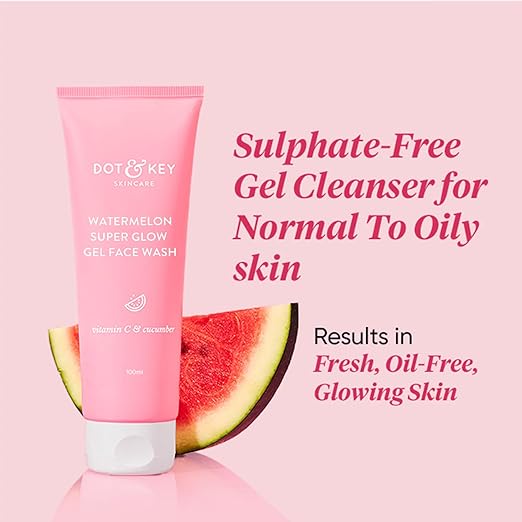 DOT & KEY
SKINCARE
WATERMELON
SUPER GLOW
GEL FACE WASH
vitamin C & cucumber
100ml
Sulphate-Free
Gel Cleanser for
Normal To Oily
skin
Results in
Fresh, Oil-Free,
Glowing Skin